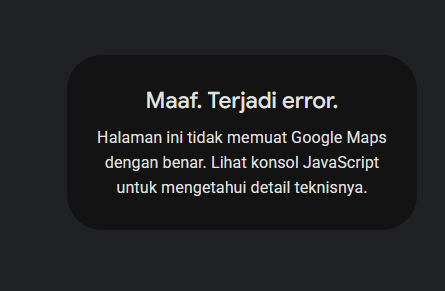 Maaf. Terjadi error.
Halaman ini tidak memuat Google Maps
dengan benar. Lihat konsol JavaScript
untuk mengetahui detail teknisnya.